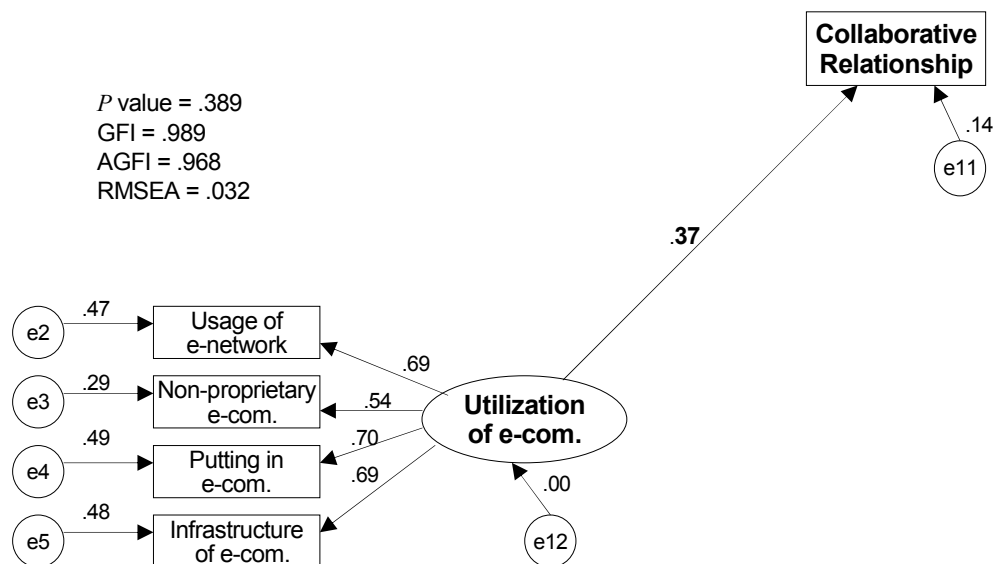 Collaborative
Relationship
P value = .389
GFI = .989
AGFI = .968
RMSEA = .032
.14
e11
.37
.47
e2
Usage of
e-network
.69
.29
e3
Non-proprietary
e-com.
.54
Utilization
of e-com.
.49
e4
Putting in
e-com.
.70
.69
.48
e5
Infrastructure
of e-com.
.00
e12